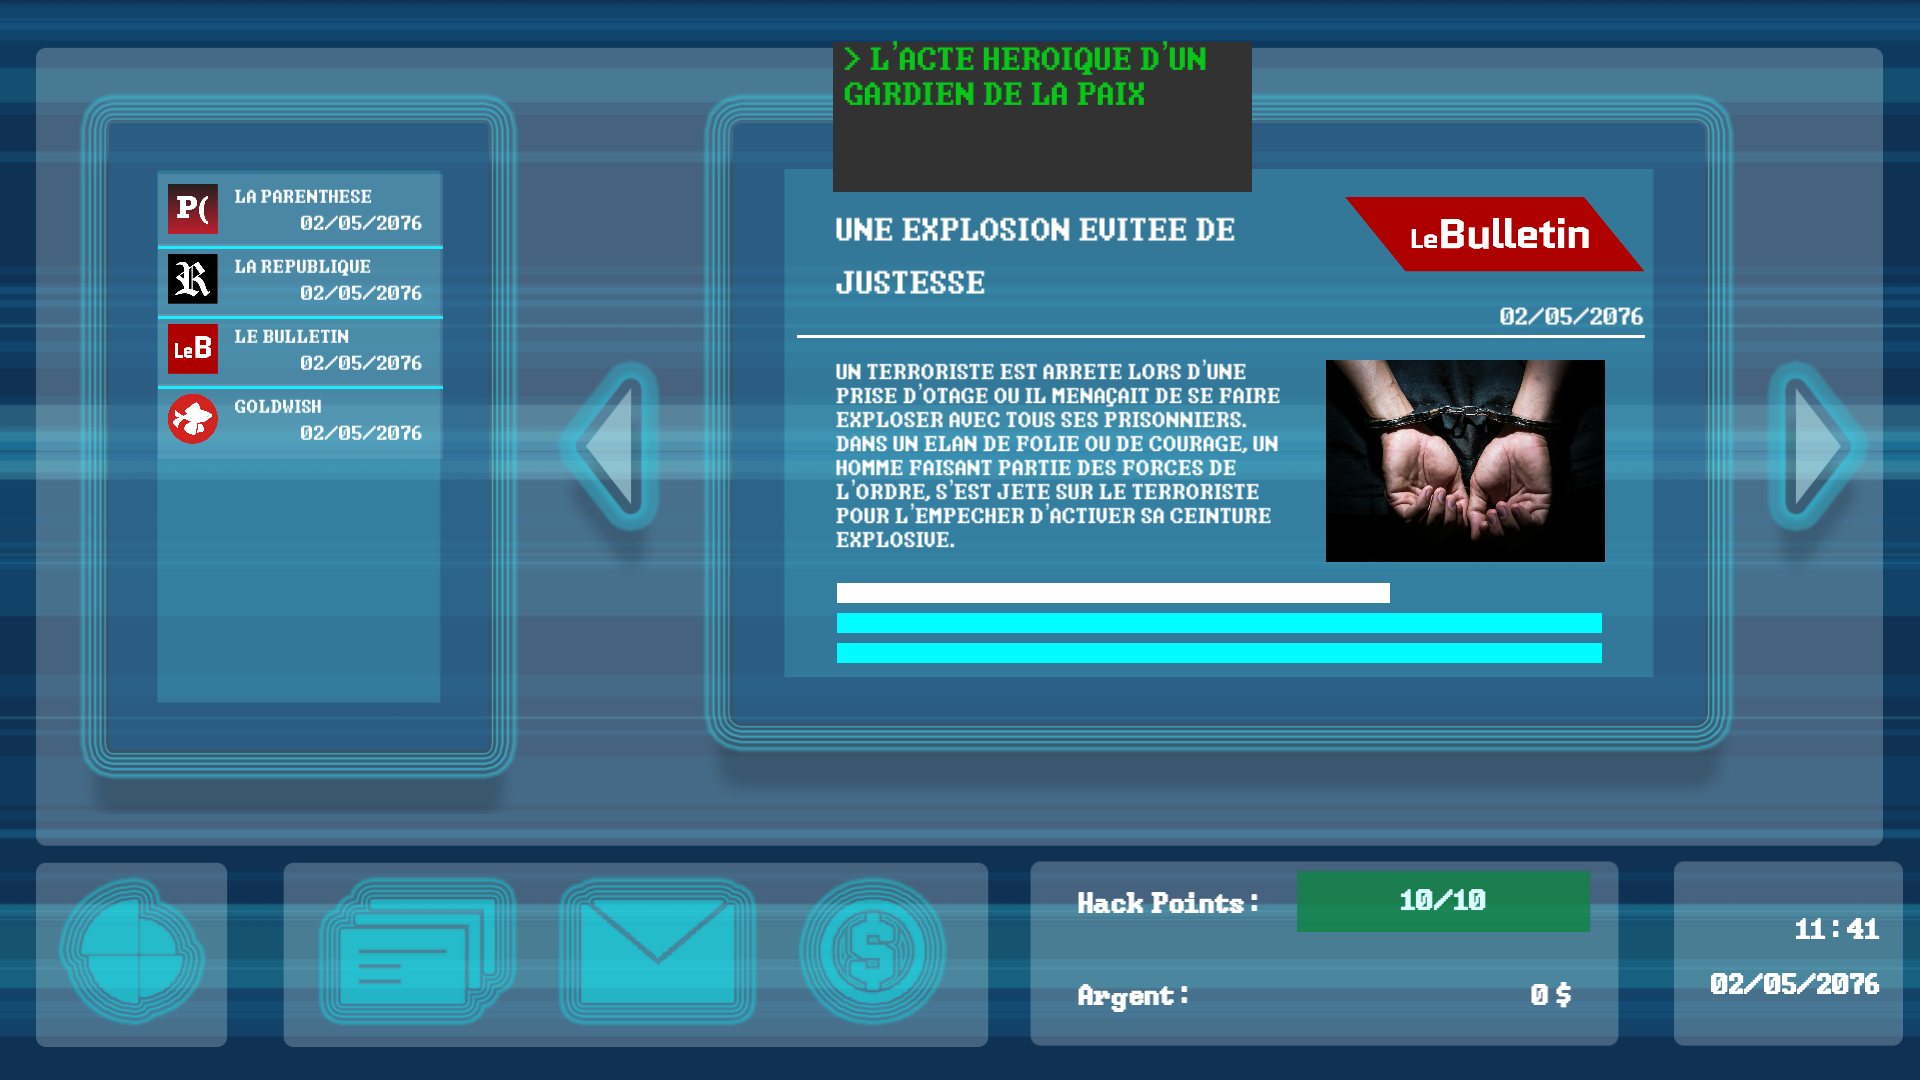 > L'ACTE HEROIQUE D'UN
GARDIEN DE LA PAIX
P( LA PARENTHESE
02/05/2076
R LA REPUBLIQUE
02/05/2076
LeB LE BULLETIN
02/05/2076
GOLDWISH
02/05/2076
UNE EXPLOSION EVITEE DE
JUSTESSE
LeBulletin
02/05/2076
UN TERRORISTE EST ARRETE LORS D'UNE
PRISE D'OTAGE OU IL MENAÇAIT DE SE FAIRE
EXPLOSER AVEC TOUS SES PRISONNIERS.
DANS UN ELAN DE FOLIE OU DE COURAGE, UN
HOMME FAISANT PARTIE DES FORCES DE
L'ORDRE, S'EST JETE SUR LE TERRORISTE
POUR L'EMPECHER D'ACTIVER SA CEINTURE
EXPLOSIVE.
Hack Points: 10/10
Argent: 0 $
11:41
02/05/2076